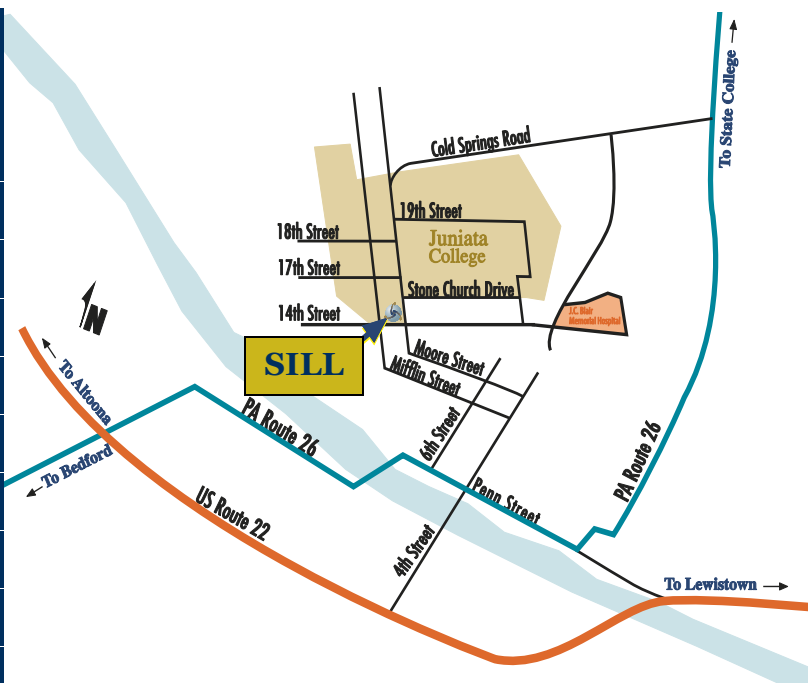 To State College
Cold Springs Road
19th Street
18th Street
Juniata
College
17th Street
Stone Church Drive
14th Street
J.C. Blair
Memorial Hospital
N
SILL
Moore Street
Mifflin Street
To Altoona
PA Route 26
6th Street
To Bedford
PA Route 26
US Route 22
Penn Street
4th Street
To Lewistown